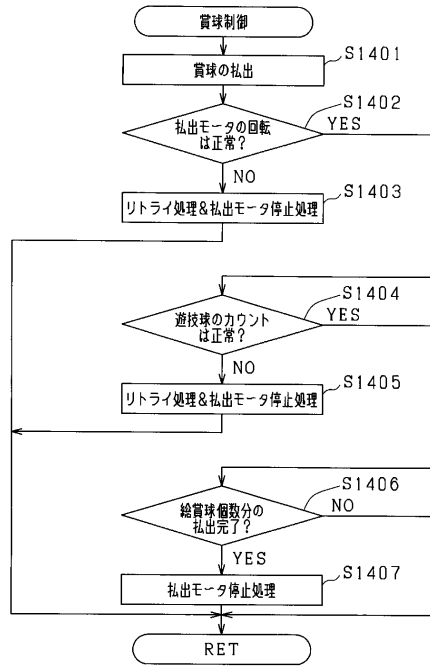 賞球制御
S1401
賞球の払出
S1402
払出モータの回転
は正常?
YES
NO
S1403
リトライ処理&払出モータ停止処理
S1404
遊技球のカウント
は正常?
YES
NO
S1405
リトライ処理&払出モータ停止処理
S1406
総賞球個数分の
払出完了?
NO
YES
S1407
払出モータ停止処理
RET